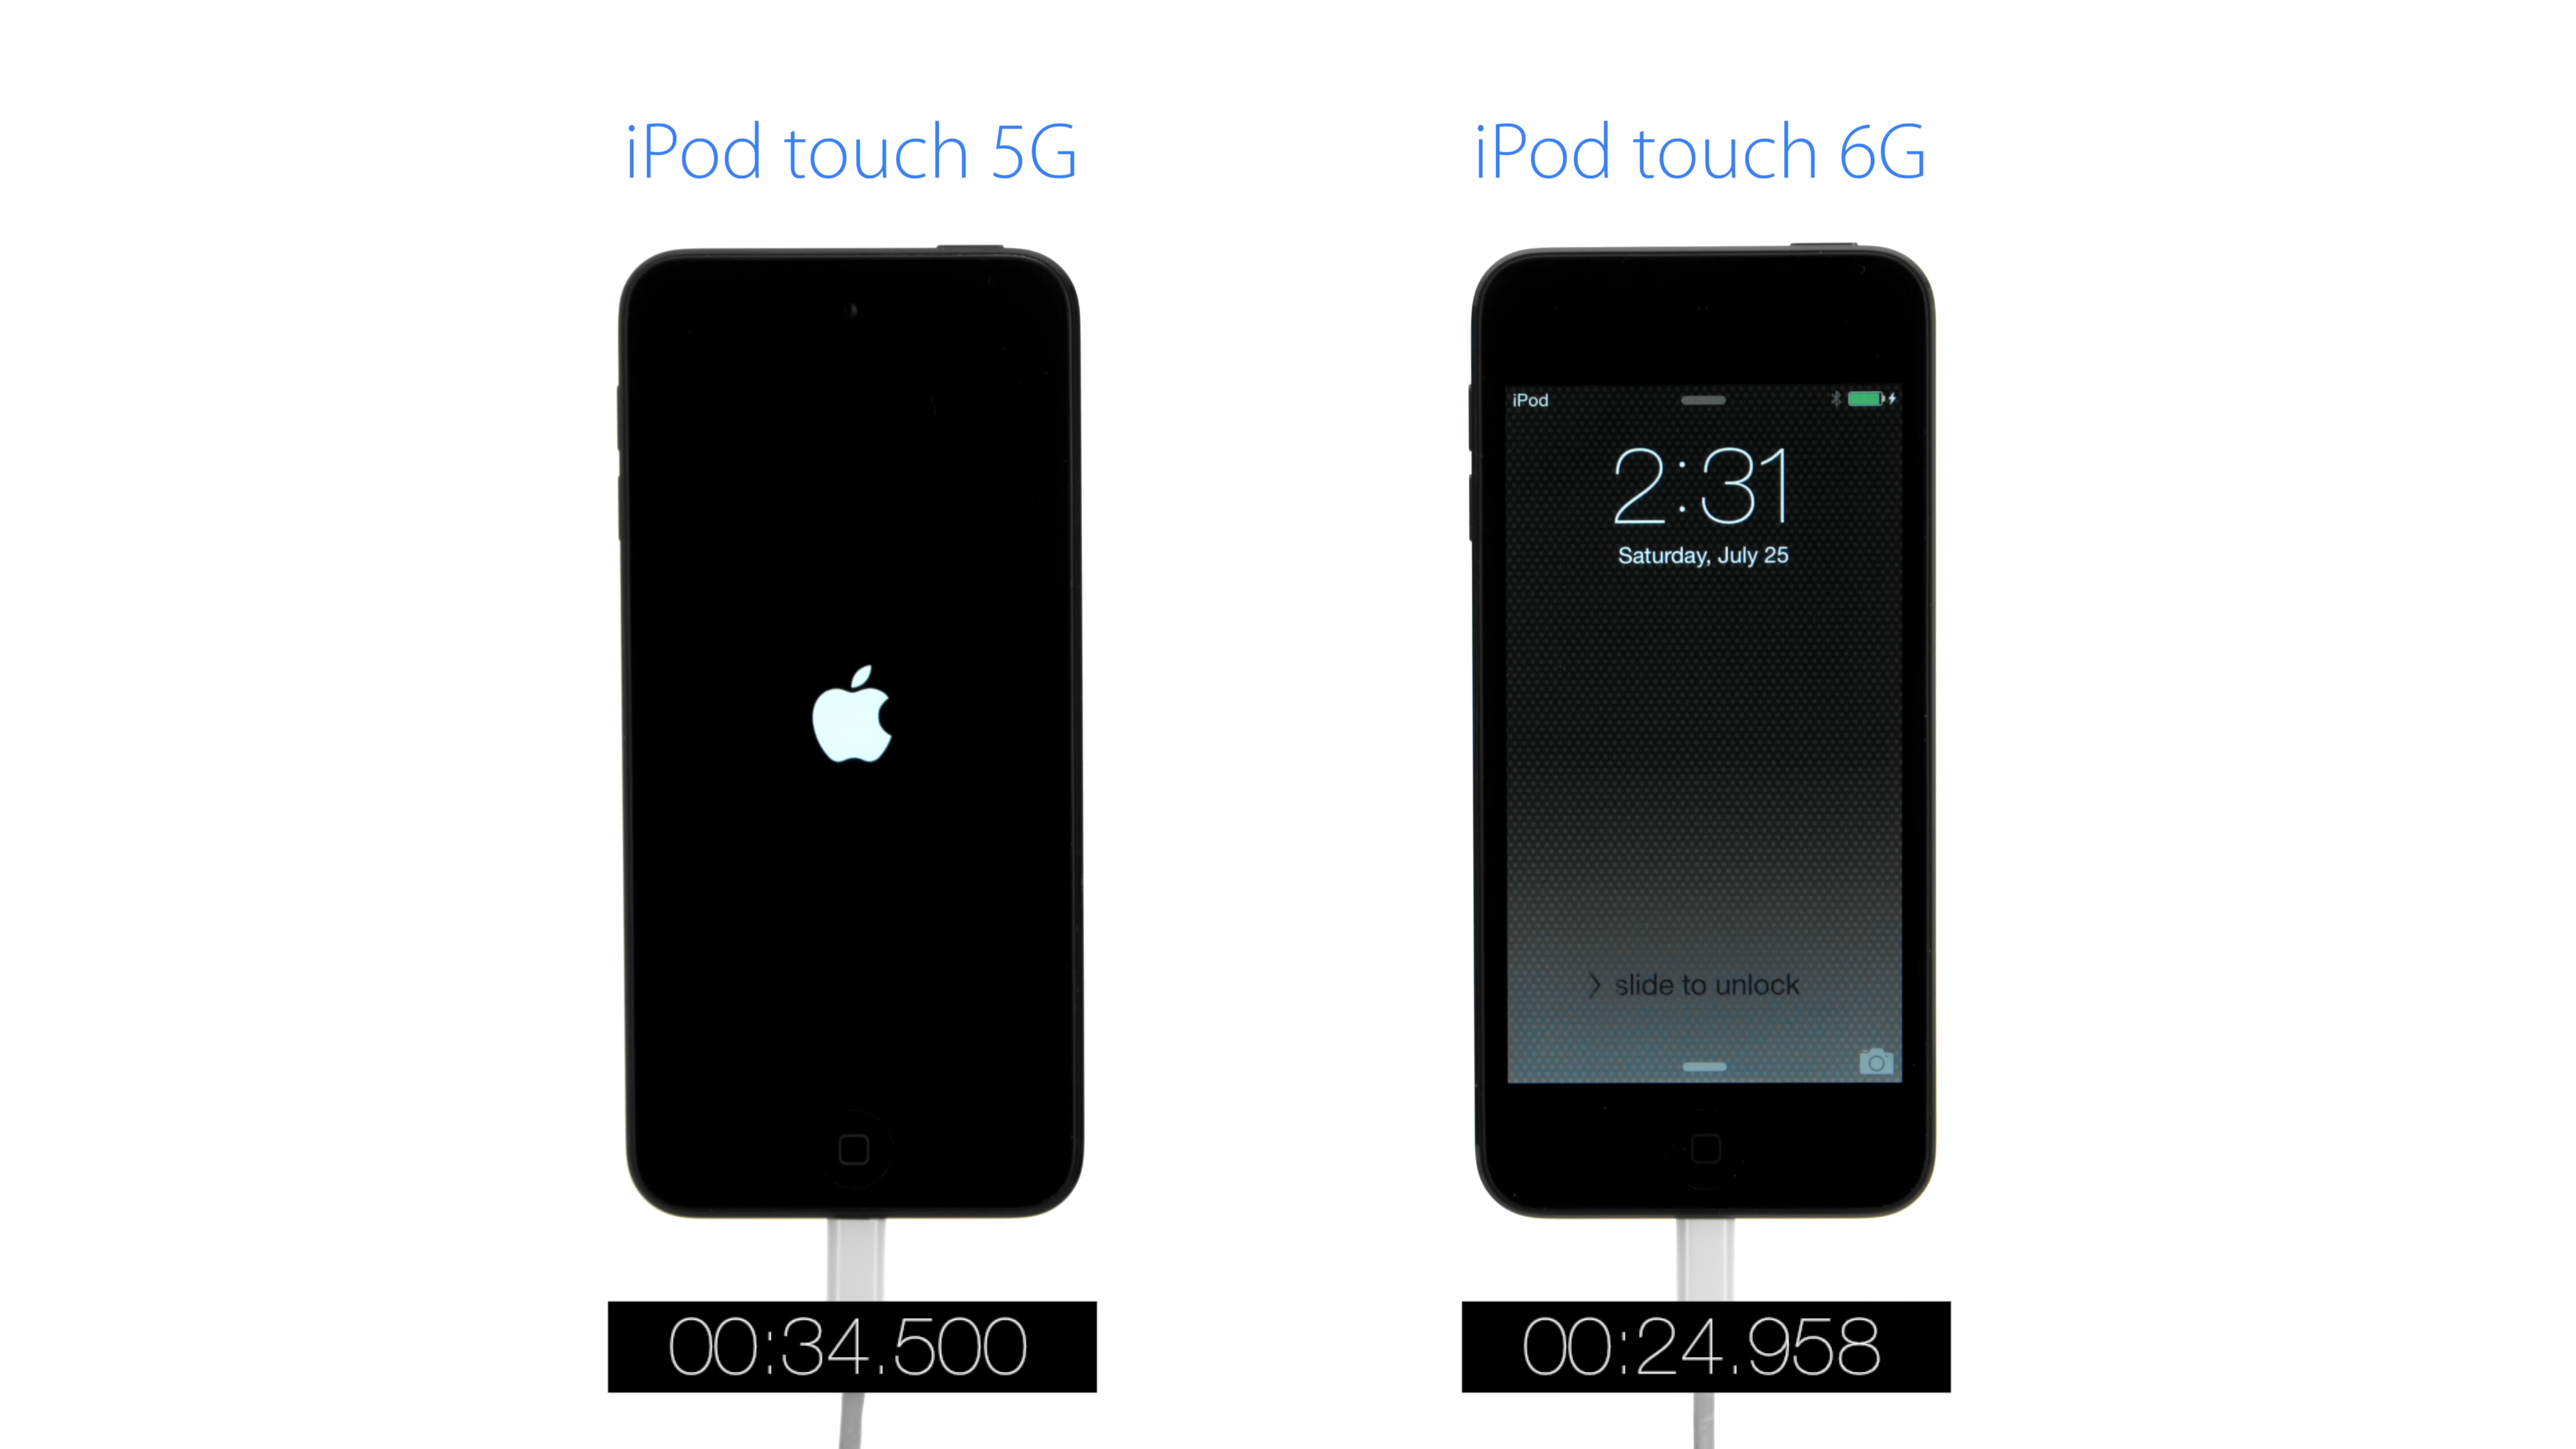 iPod touch 5G
iPod touch 6G
iPod
2:31
Saturday, July 25
> slide to unlock
00:34.500
00:24.958